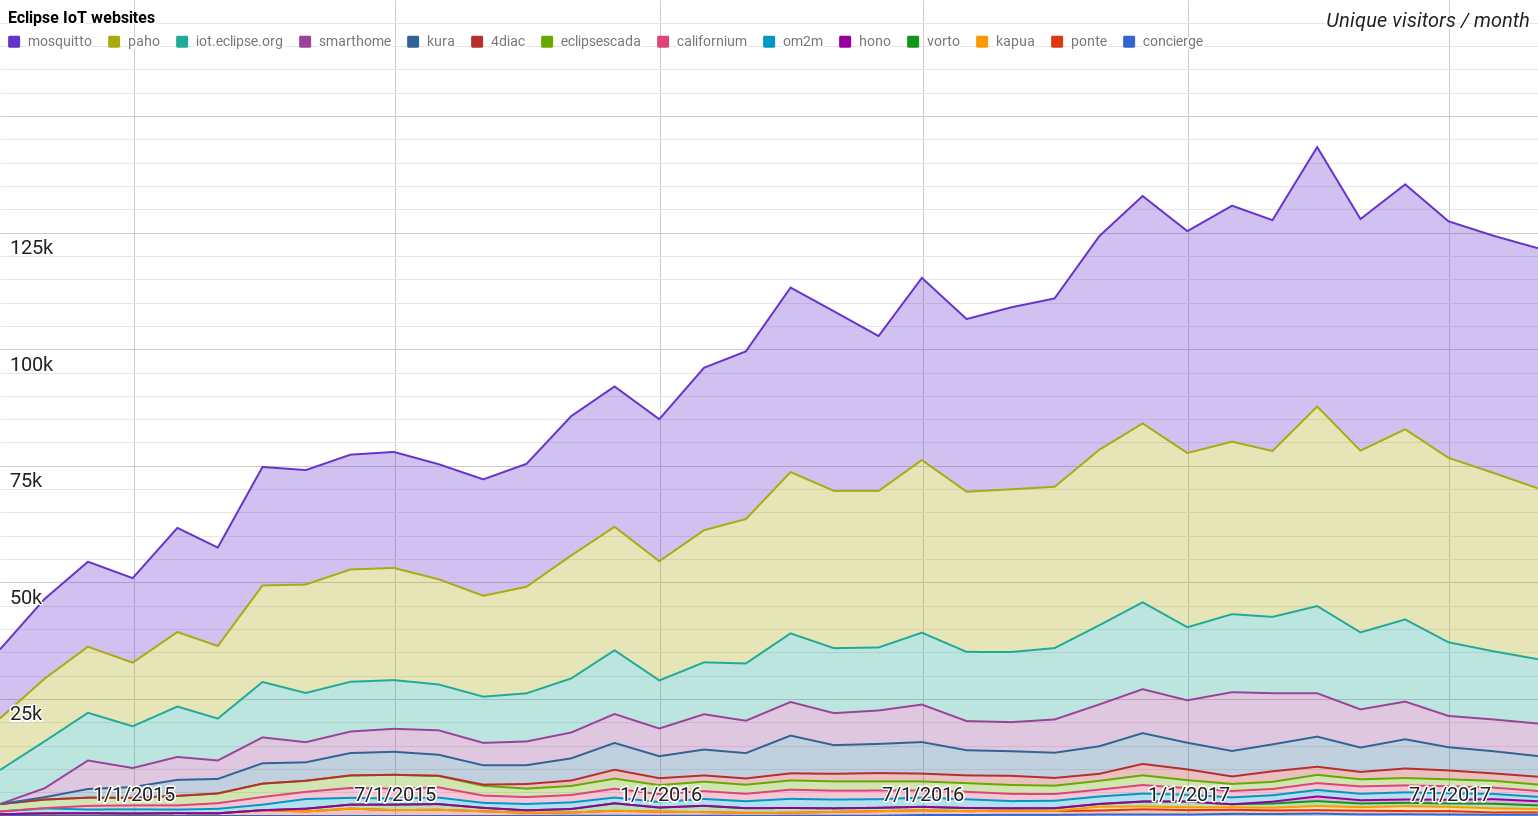 Eclipse IoT websites
Unique visitors / month
mosquitto paho iot.eclipse.org smarthome kura 4diac eclipsescada californium om2m hono vorto kapua ponte concierge
125k
100k
75k
50k
25k
1/1/2015 7/1/2015 1/1/2016 7/1/2016 1/1/2017 7/1/2017